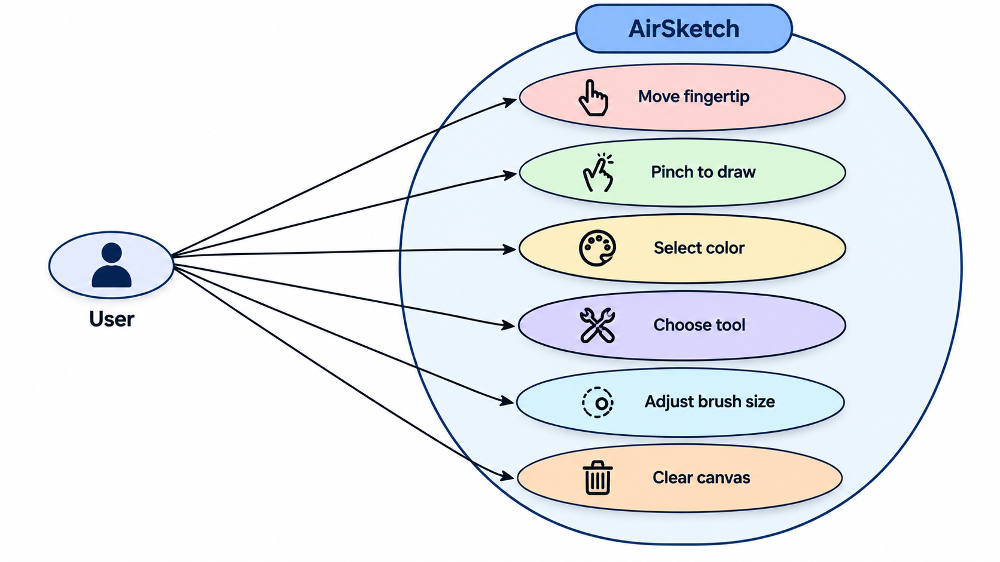 AirSketch
Move fingertip
Pinch to draw
Select color
Choose tool
Adjust brush size
Clear canvas
User